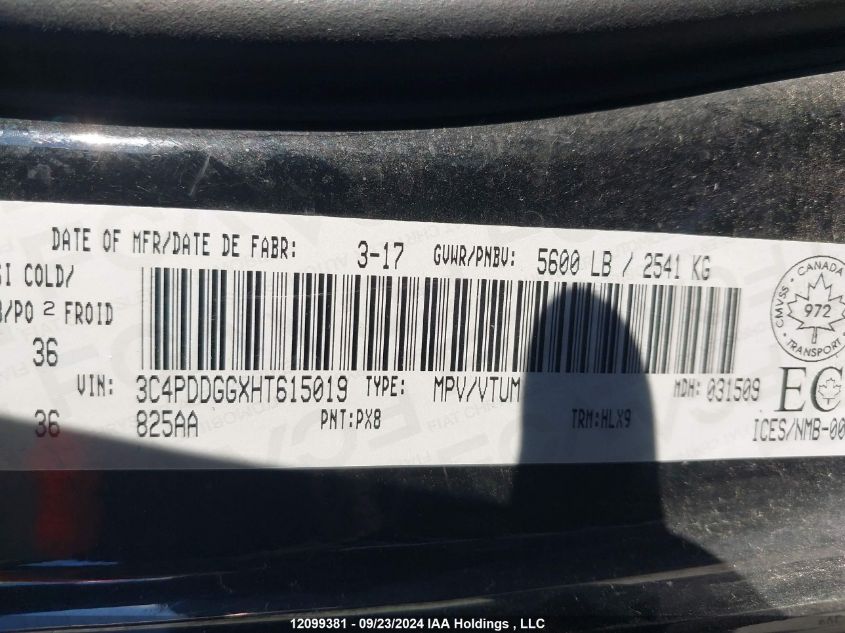 DATE OF MFR/DATE DE FABR: 3-17 GVWR/PNBV: 5600 LB / 2541 KG
COLD/
/PO 2 FROID
36
VIN: 3C4PDDGGXHT615019 TYPE: MPV/VTUM MDH: 031509
36 825AA PNT:PX8 TRM:HLX9
CMVSS CANADA
972
TRANSPORT
EC
ICES/NMB-00
12099381 - 09/23/2024 IAA Holdings , LLC